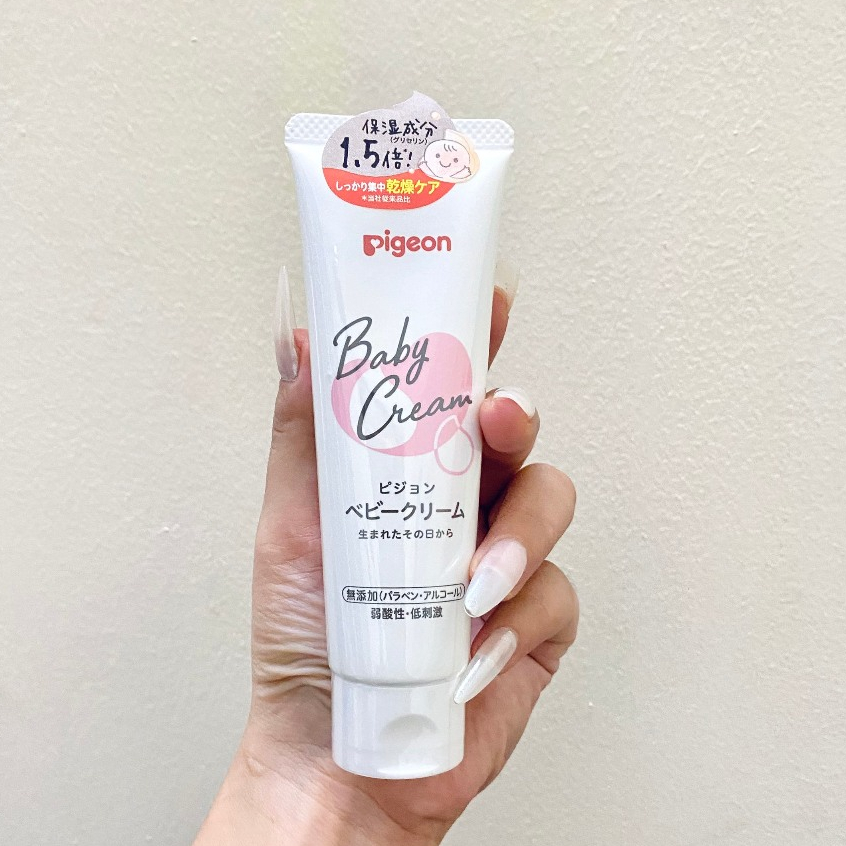 保湿成分
(グリセリン)
1.5倍!
しっかり集中乾燥ケア
*当社従来品比
Pigeon
Baby
Cream
ピジョン
ベビークリーム
生まれたその日から
無添加(パラベン・アルコール)
弱酸性・低刺激